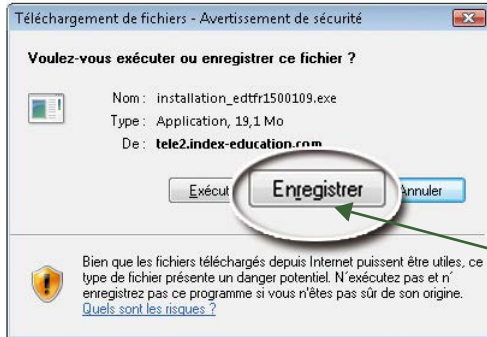 Téléchargement de fichiers - Avertissement de sécurité
Voulez-vous exécuter ou enregistrer ce fichier ?
Nom : installation_edtfr1500109.exe
Type : Application, 19,1 Mo
De : tele2.index-education.com
Exécut Enregistrer Annuler
Bien que les fichiers téléchargés depuis Internet puissent être utiles, ce
type de fichier présente un danger potentiel. N'exécutez pas et n'
enregistrez pas ce programme si vous n'êtes pas sûr de son origine.
Quels sont les risques ?